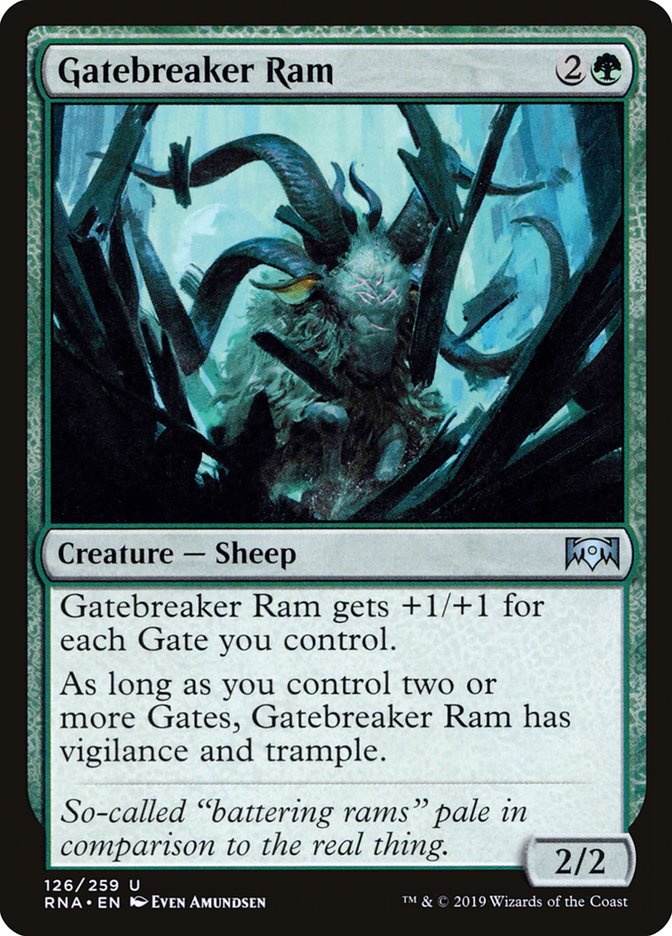 Gatebreaker Ram 2
Creature — Sheep
Gatebreaker Ram gets +1/+1 for
each Gate you control.
As long as you control two or
more Gates, Gatebreaker Ram has
vigilance and trample.
So-called “battering rams” pale in
comparison to the real thing.
2/2
126/259 U
RNA • EN Even Amundsen
™ & © 2019 Wizards of the Coast